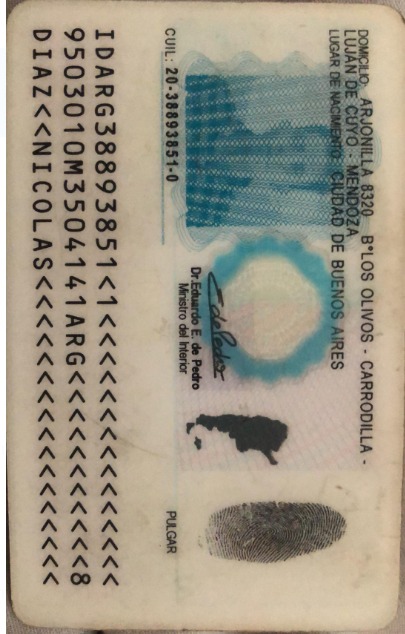 DOMICILIO: ARJONILLA 8320 B°LOS OLIVOS - CARRODILLA -
LUJÁN DE CUYO - MENDOZA
LUGAR DE NACIMIENTO: CIUDAD DE BUENOS AIRES
Dr. Eduardo E. de Pedro
Ministro del Interior
CUIL: 20-38893851-0
PULGAR
IDARG38893851<1<<<<<<<<<<<<<<<
9503010M3504141ARG<<<<<<<<<<<8
DIAZ<<NICOLAS<<<<<<<<<<<<<<<<<